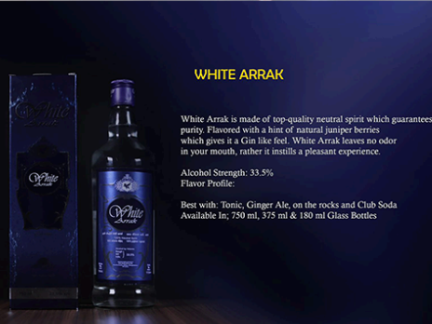 WHITE ARRAK
White Arrak is made of top-quality neutral spirit which guarantees
purity. Flavored with a hint of natural juniper berries
which gives it a Gin like feel. White Arrak leaves no odor
in your mouth, rather it instills a pleasant experience.
Alcohol Strength: 33.5%
Flavor Profile:
Best with: Tonic, Ginger Ale, on the rocks and Club Soda
Available In; 750 ml, 375 ml & 180 ml Glass Bottles
White
White
Arrak
White
Arrak